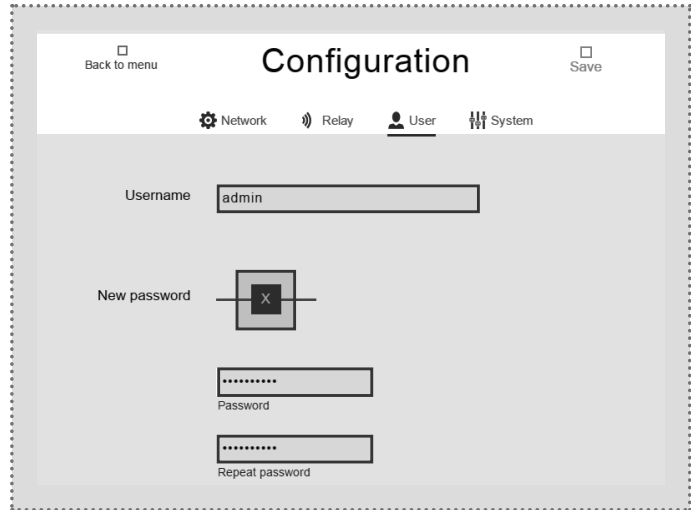 Configuration
Back to menu
Save
Network Relay User System
Username admin
New password X
••••••••••
Password
••••••••••
Repeat password